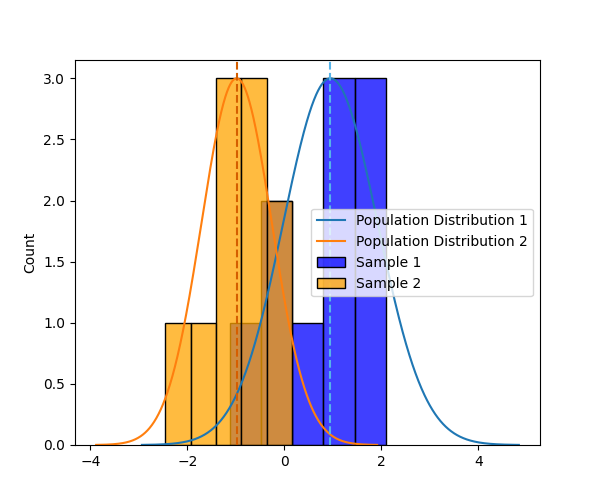 3.0
2.5
2.0
1.5
1.0
0.5
0.0
Count
Population Distribution 1
Population Distribution 2
Sample 1
Sample 2
−4 −2 0 2 4